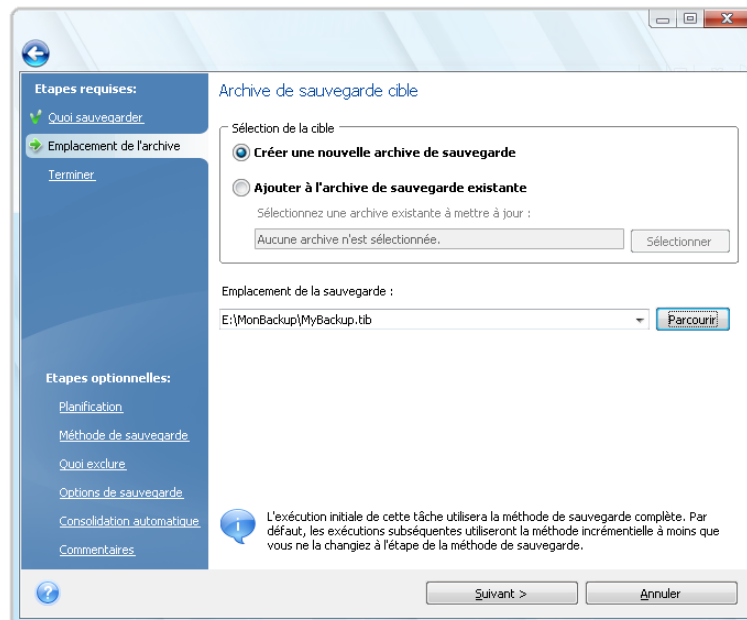 Etapes requises:
Quoi sauvegarder
Emplacement de l'archive
Terminer
Etapes optionnelles:
Planification
Méthode de sauvegarde
Quoi exclure
Options de sauvegarde
Consolidation automatique
Commentaires
Archive de sauvegarde cible
Sélection de la cible
Créer une nouvelle archive de sauvegarde
Ajouter à l'archive de sauvegarde existante
Sélectionnez une archive existante à mettre à jour :
Aucune archive n'est sélectionnée.
Sélectionner
Emplacement de la sauvegarde :
E:\MonBackup\MyBackup.tib
Parcourir
L'exécution initiale de cette tâche utilisera la méthode de sauvegarde complète. Par
défaut, les exécutions subséquentes utiliseront la méthode incrémentielle à moins que
vous ne la changiez à l'étape de la méthode de sauvegarde.
Suivant >
Annuler